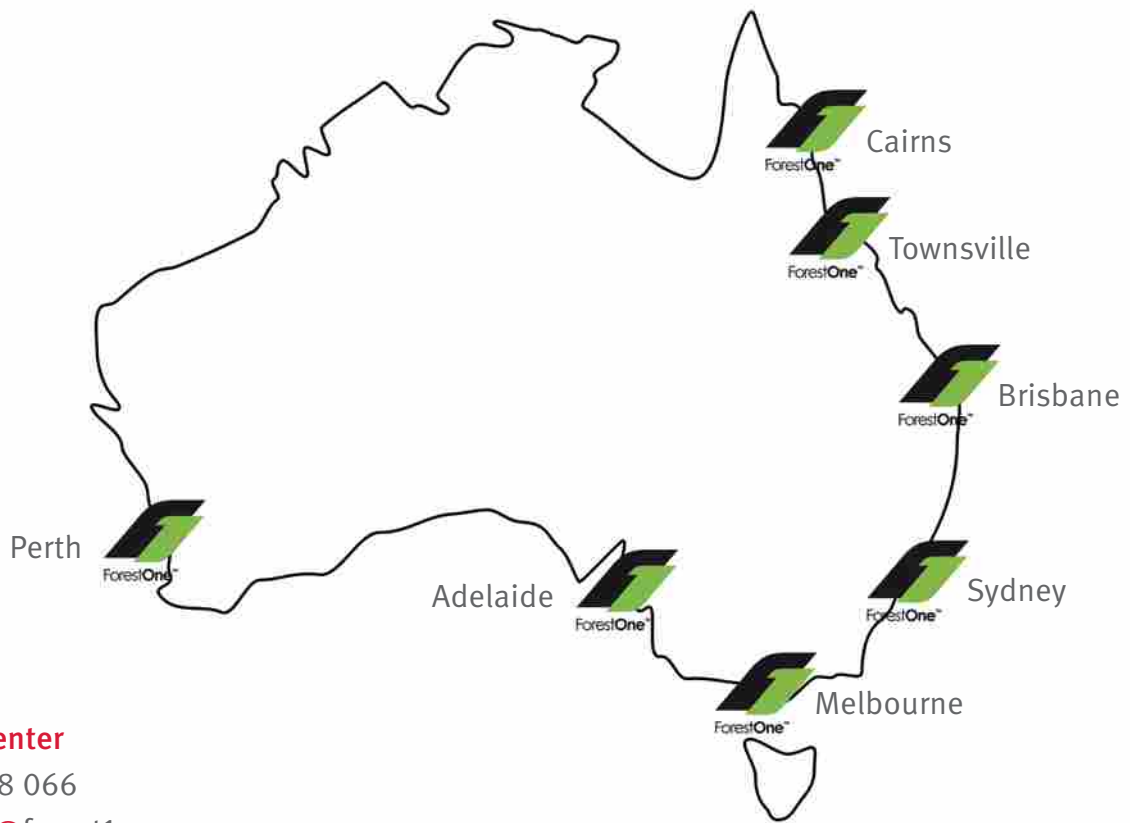 Cairns
ForestOne™
Townsville
ForestOne™
Brisbane
ForestOne™
Perth
ForestOne™
Adelaide
ForestOne™
Sydney
ForestOne™
Melbourne
ForestOne™
enter
8 066